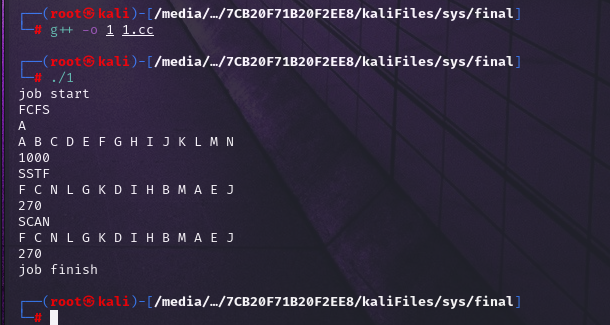 ┌──(root㉿kali)-[/media/…/7CB20F71B20F2EE8/kaliFiles/sys/final]
└─# g++ -o 1 1.cc
┌──(root㉿kali)-[/media/…/7CB20F71B20F2EE8/kaliFiles/sys/final]
└─# ./1
job start
FCFS
A
A B C D E F G H I J K L M N
1000
SSTF
F C N L G K D I H B M A E J
270
SCAN
F C N L G K D I H B M A E J
270
job finish
┌──(root㉿kali)-[/media/…/7CB20F71B20F2EE8/kaliFiles/sys/final]
└─#